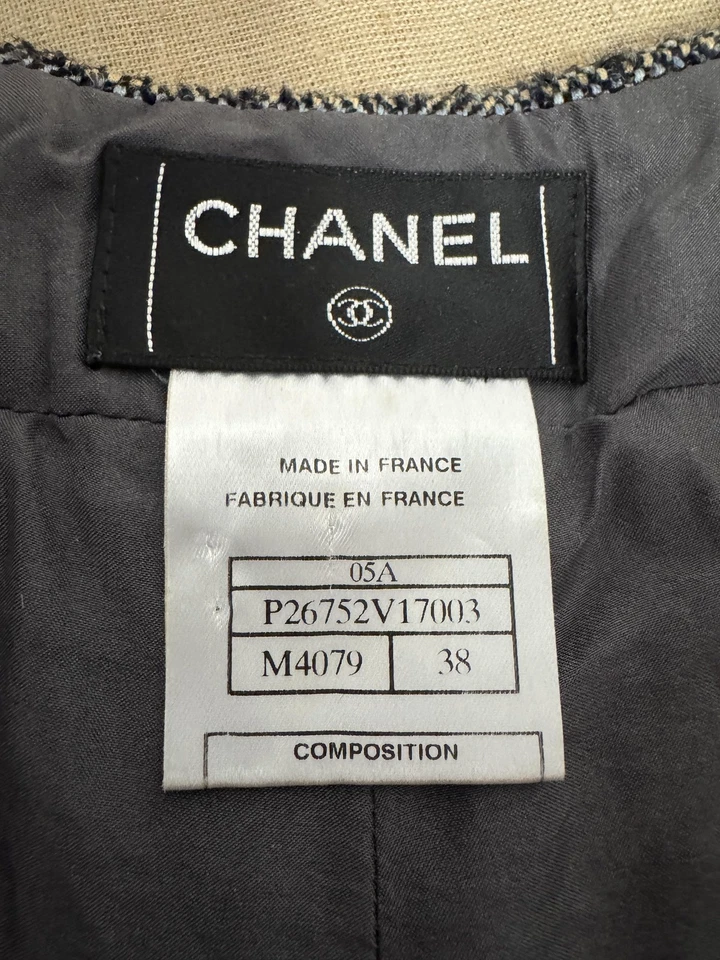 CHANEL
MADE IN FRANCE
FABRIQUE EN FRANCE
05A
P26752V17003
M4079 38
COMPOSITION